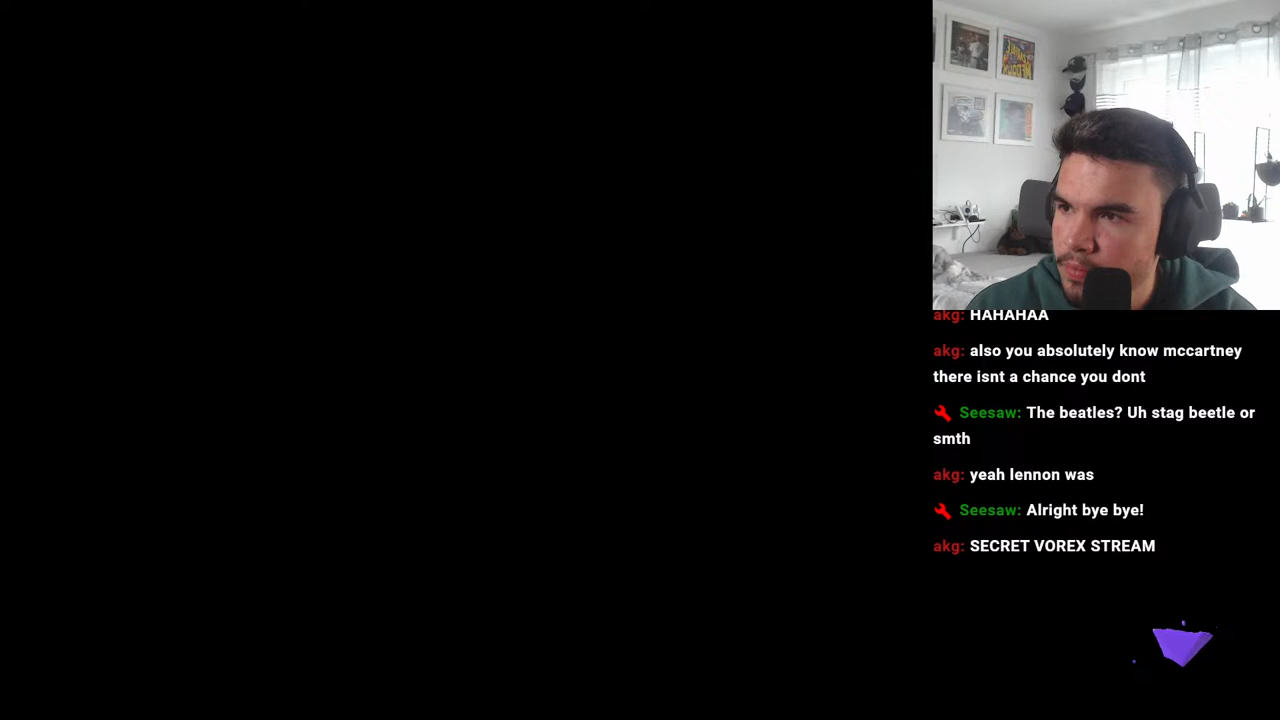 akg: HAHAHAA
akg: also you absolutely know mccartney
there isnt a chance you dont
Seesaw: The beatles? Uh stag beetle or
smth
akg: yeah lennon was
Seesaw: Alright bye bye!
akg: SECRET VOREX STREAM